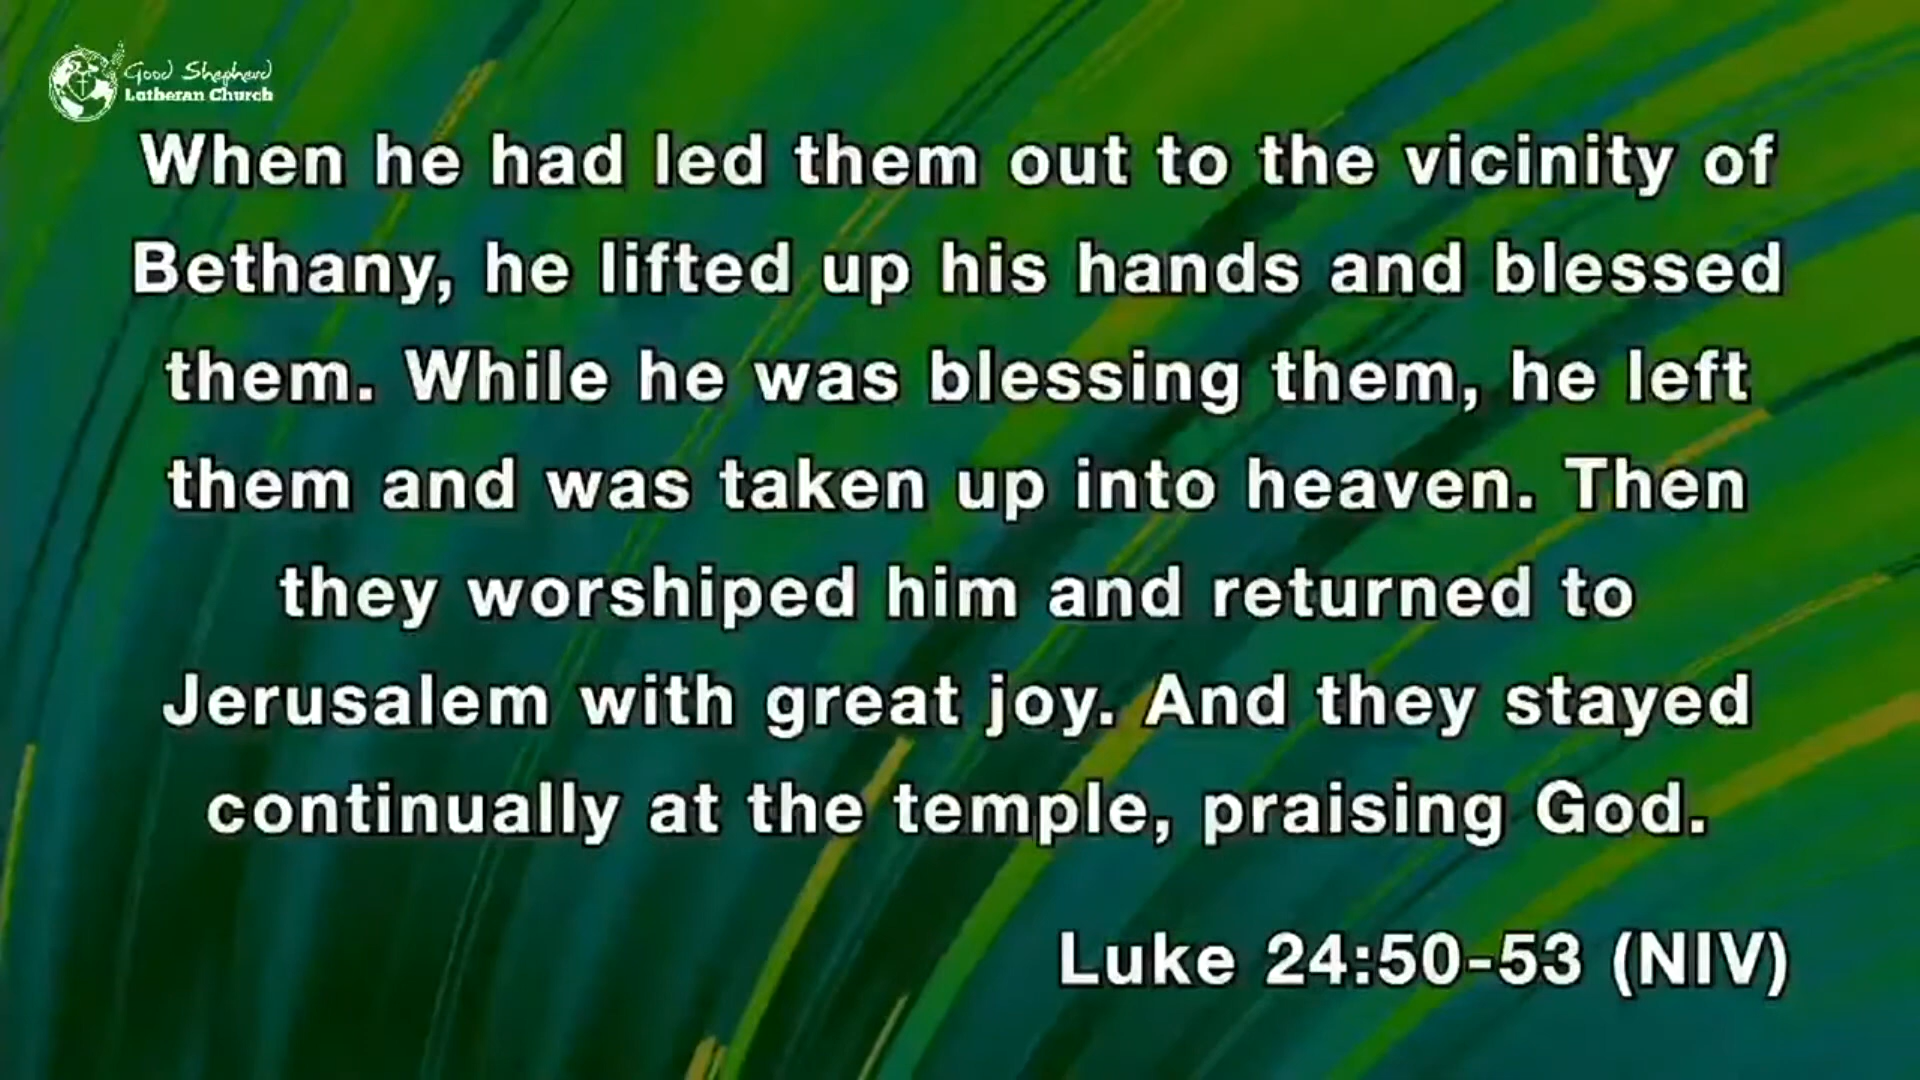 Good Shepherd
Lutheran Church
When he had led them out to the vicinity of
Bethany, he lifted up his hands and blessed
them. While he was blessing them, he left
them and was taken up into heaven. Then
they worshiped him and returned to
Jerusalem with great joy. And they stayed
continually at the temple, praising God.
Luke 24:50-53 (NIV)